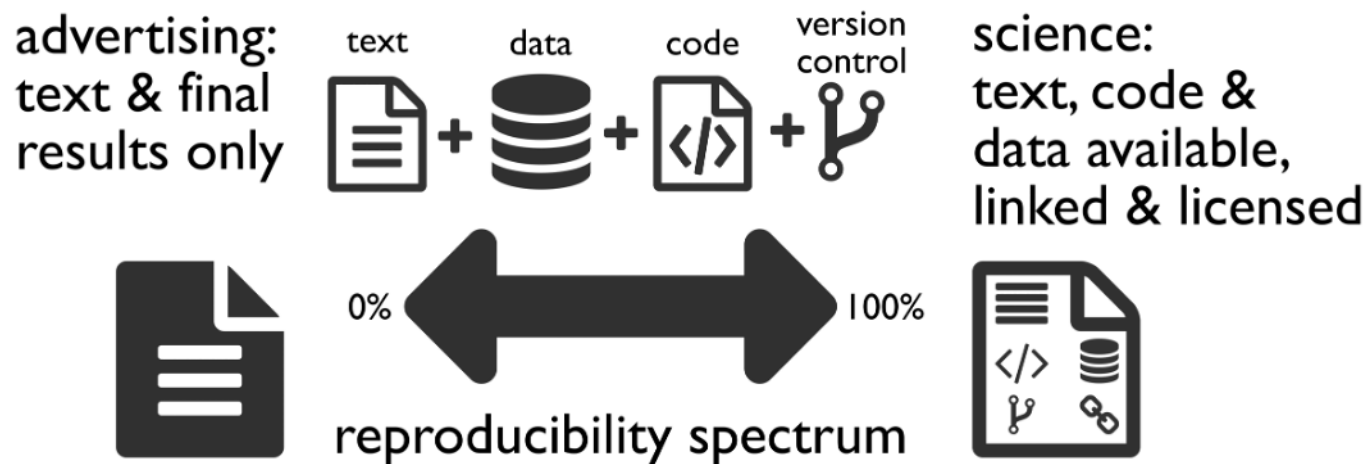 advertising:
text & final
results only
text
data
code
version
control
science:
text, code &
data available,
linked & licensed
+
+
+
</>
0%
100%
</>
reproducibility spectrum